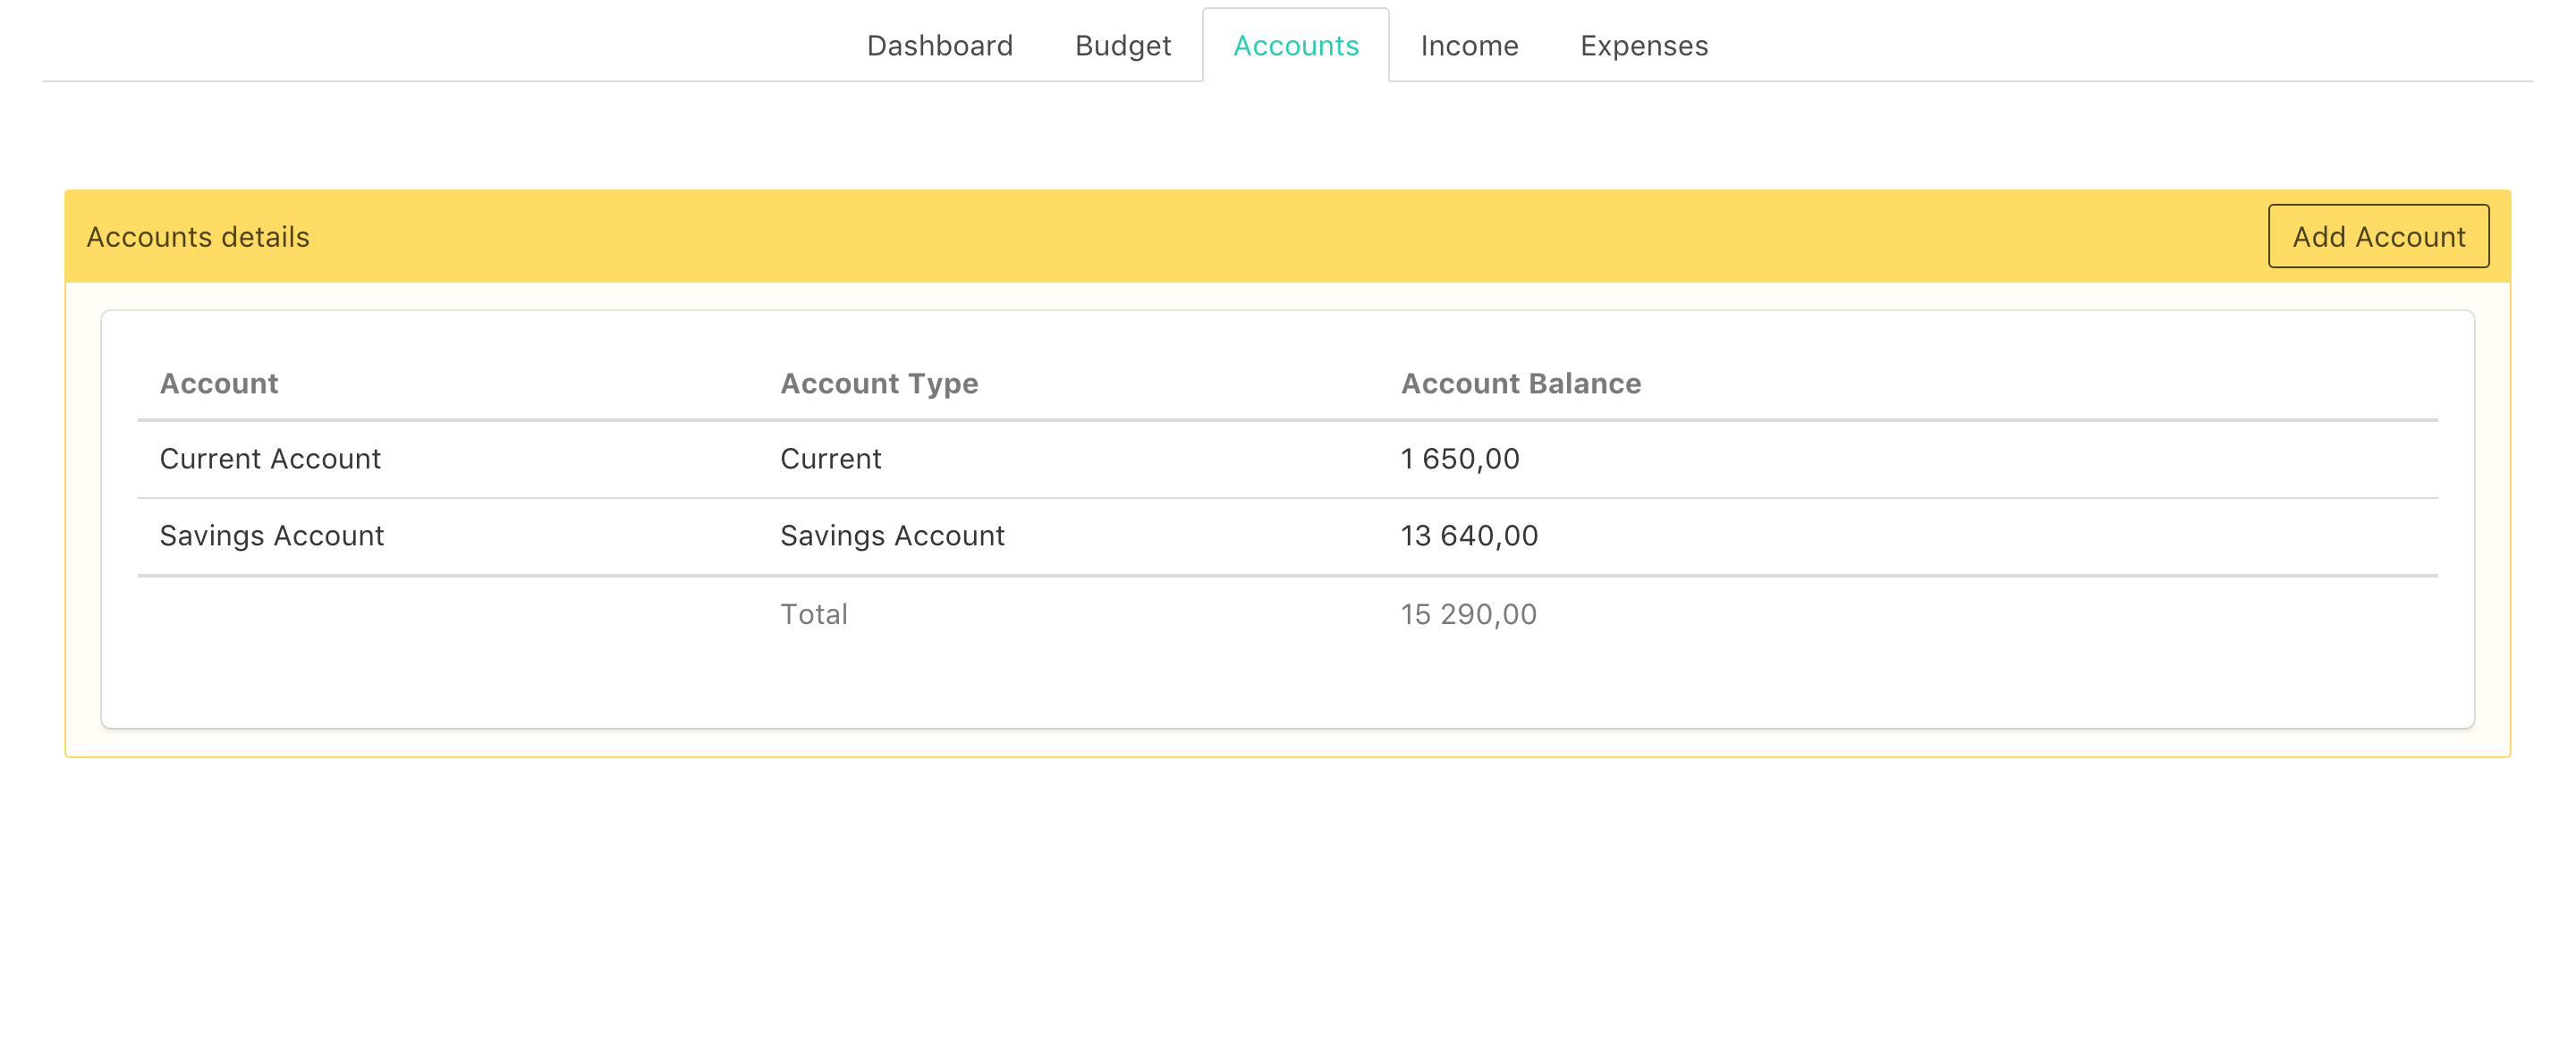 Dashboard Budget Accounts Income Expenses
Accounts details Add Account
Account Account Type Account Balance
Current Account Current 1 650,00
Savings Account Savings Account 13 640,00
Total 15 290,00